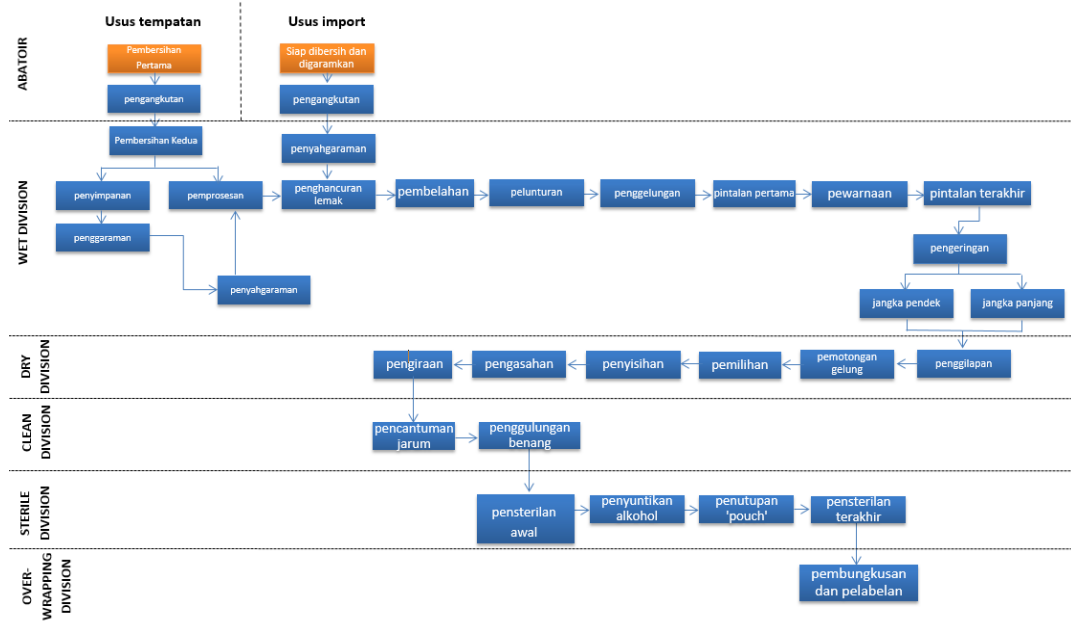 Usus tempatan
Usus import
ABATOIR
Pembersihan
Pertama
Siap dibersih dan
digaramkan
pengangkutan
pengangkutan
WET DIVISION
Pembersihan Kedua
penyahgaraman
penyimpanan
pemprosesan
penghancuran
lemak
pembelahan
pelunturan
penggelungan
pintalan pertama
pewarnaan
pintalan terakhir
penggaraman
pengeringan
penyahgaraman
jangka pendek
jangka panjang
DRY
DIVISION
pengiraan
pengasahan
penyisihan
pemilihan
pemotongan
gelung
penggilapan
CLEAN
DIVISION
pencantuman
jarum
penggulungan
benang
STERILE
DIVISION
pensterilan
awal
penyuntikan
alkohol
penutupan
'pouch'
pensterilan
terakhir
OVER-
WRAPPING
DIVISION
pembungkusan
dan pelabelan